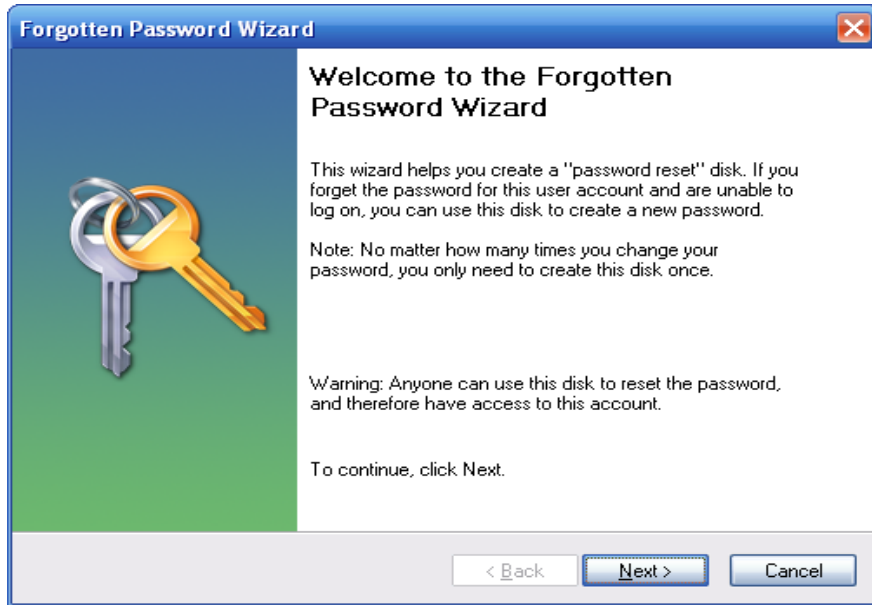 Forgotten Password Wizard
Welcome to the Forgotten
Password Wizard
This wizard helps you create a "password reset" disk. If you
forget the password for this user account and are unable to
log on, you can use this disk to create a new password.
Note: No matter how many times you change your
password, you only need to create this disk once.
Warning: Anyone can use this disk to reset the password,
and therefore have access to this account.
To continue, click Next.
< Back
Next >
Cancel